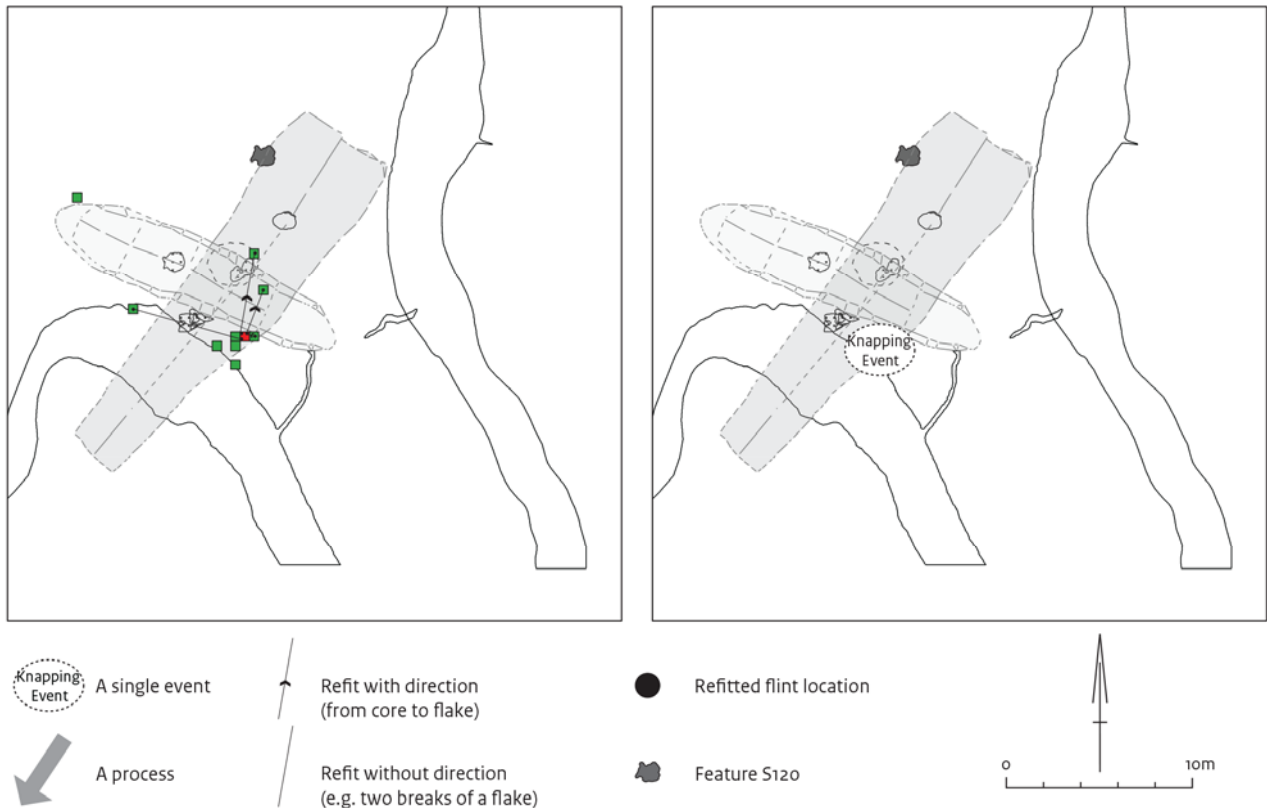 Knapping
Event
Knapping
Event
A single event
Refit with direction
(from core to flake)
Refitted flint location
A process
Refit without direction
(e.g. two breaks of a flake)
Feature S120
0 10m